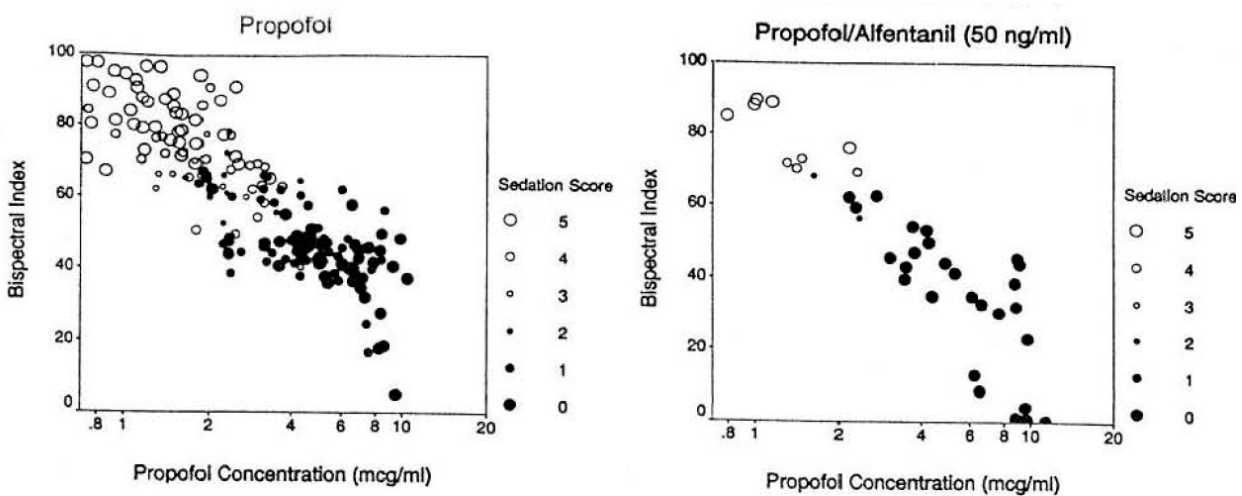 Propofol
100
80
60
40
20
0
Bispectral Index
.8 1 2 4 6 8 10 20
Propofol Concentration (mcg/ml)
Sedation Score
5
4
3
2
1
0
Propofol/Alfentanil (50 ng/ml)
100
80
60
40
20
0
Bispectral Index
.8 1 2 4 6 8 10 20
Propofol Concentration (mcg/ml)
Sedation Score
5
4
3
2
1
0